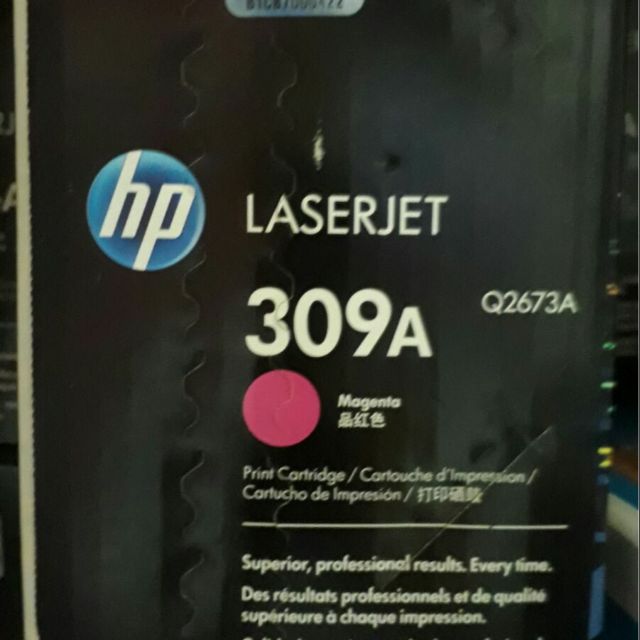 hp
LASERJET
309A
Q2673A
Magenta
品红色
Print Cartridge / Cartouche d'Impression /
Cartucho de Impresión / 打印硒鼓
Superior, professional results. Every time.
Des résultats professionnels et de qualité
supérieure à chaque impression.